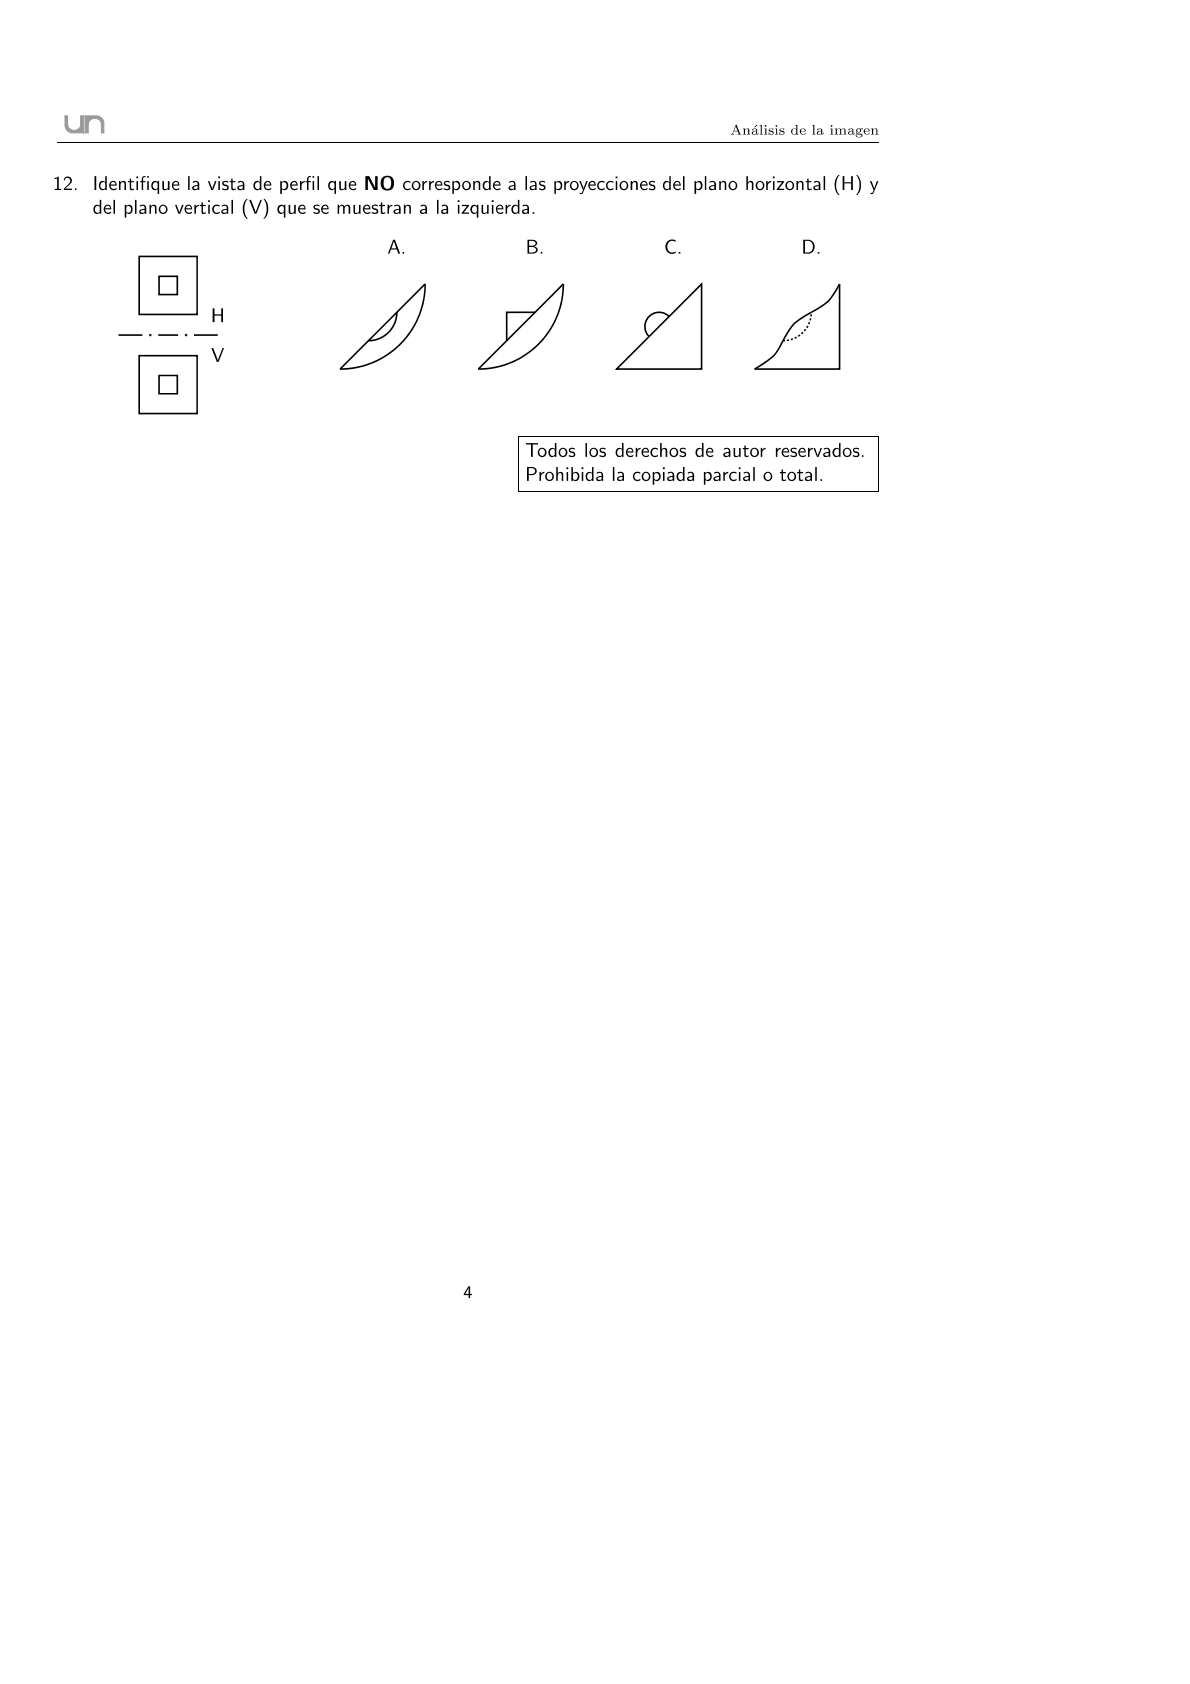 un
Análisis de la imagen
12. Identifique la vista de perfil que NO corresponde a las proyecciones del plano horizontal (H) y
del plano vertical (V) que se muestran a la izquierda.
A. B. C. D.
H
V
Todos los derechos de autor reservados.
Prohibida la copiada parcial o total.
4